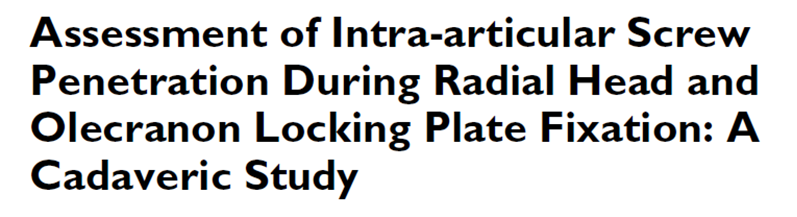 Assessment of Intra-articular Screw
Penetration During Radial Head and
Olecranon Locking Plate Fixation: A
Cadaveric Study